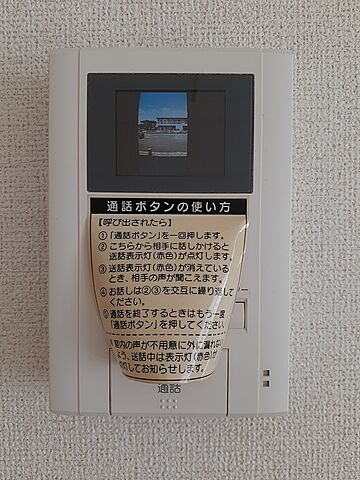 通話ボタンの使い方
【呼び出されたら】
①「通話ボタン」を一回押します。
②こちらから相手に話しかけると
送話表示灯(赤色)が点灯します。
③送話表示灯(赤色)が消えている
とき、相手の声が聞こえます。
④お話しは②③を交互に繰り返して
ください。
⑤通話を終了するときはもう一度
「通話ボタン」を押してください。
室内の声が不用意に外に漏れない
よう、送話中は表示灯(赤色)が
点灯してお知らせします。
通話